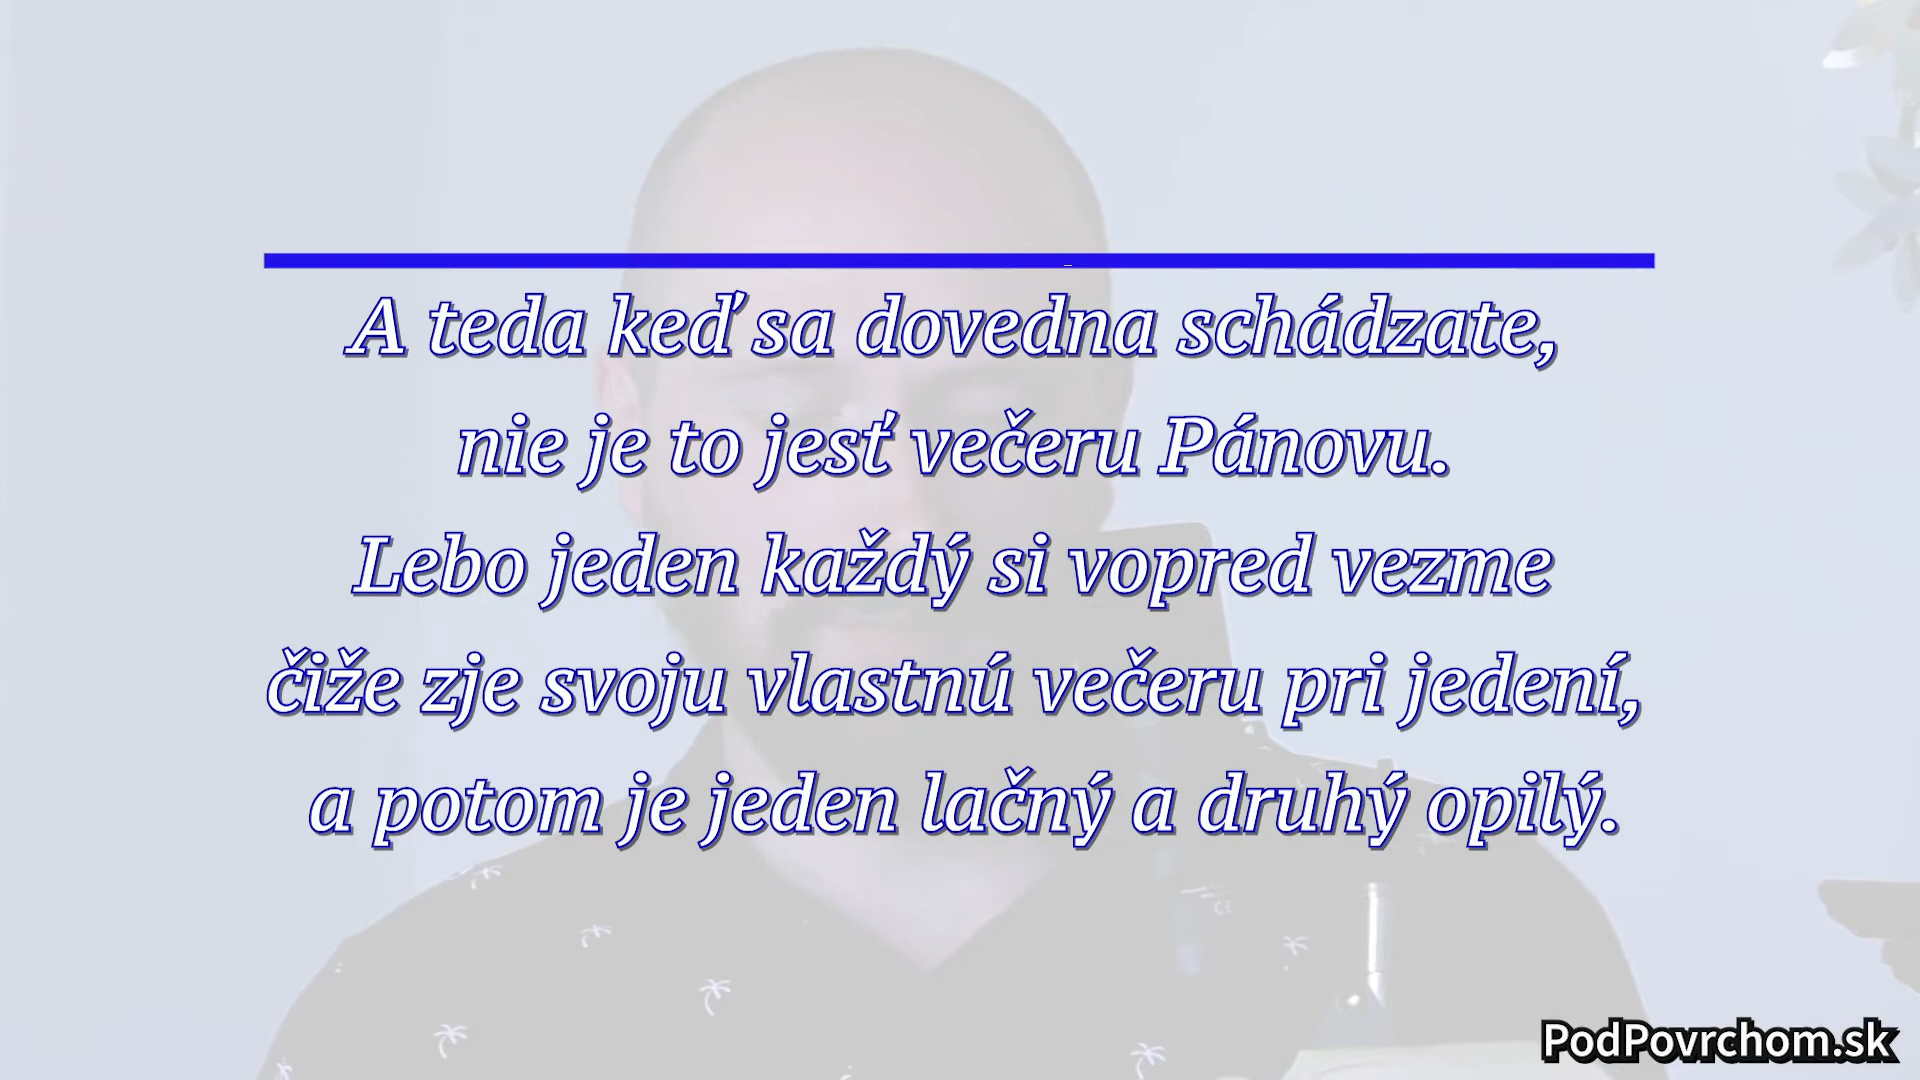 A teda keď sa dovedna schádzate,
nie je to jesť večeru Pánovu.
Lebo jeden každý si vopred vezme
čiže zje svoju vlastnú večeru pri jedení,
a potom je jeden lačný a druhý opilý.
PodPovrchom.sk